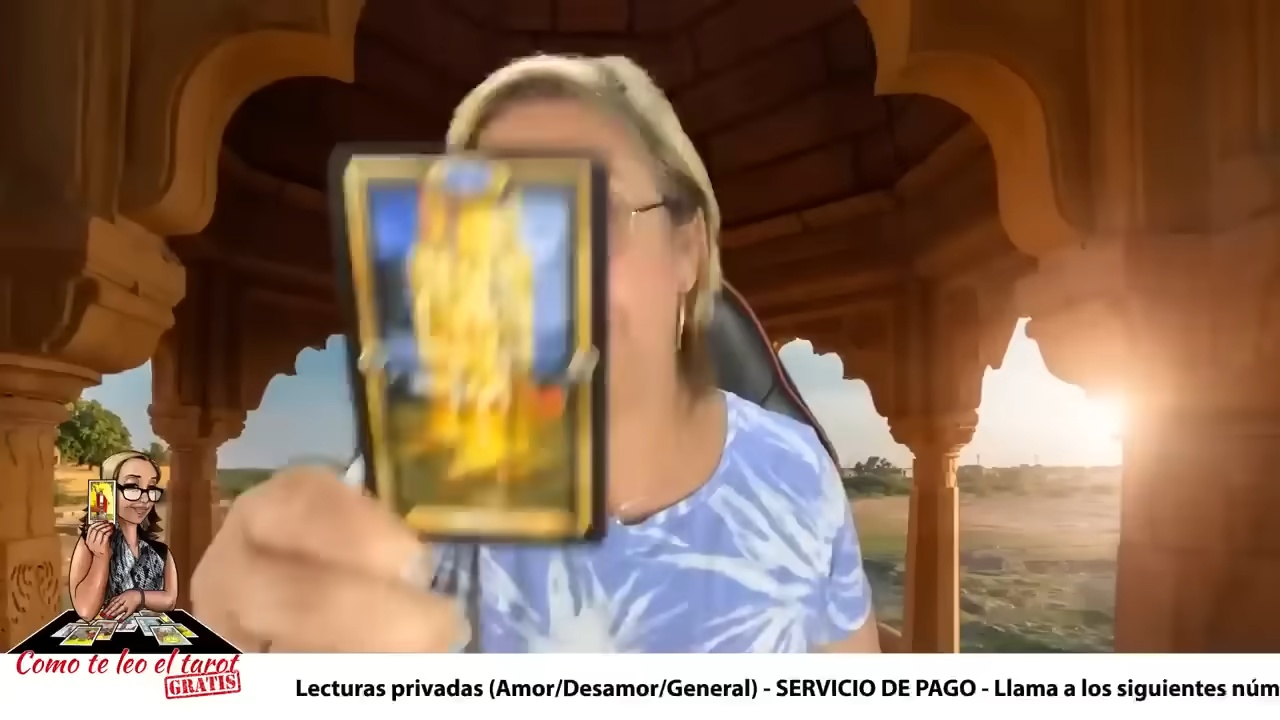 Como te leo el tarot
GRATIS
Lecturas privadas (Amor/Desamor/General) - SERVICIO DE PAGO - Llama a los siguientes núm